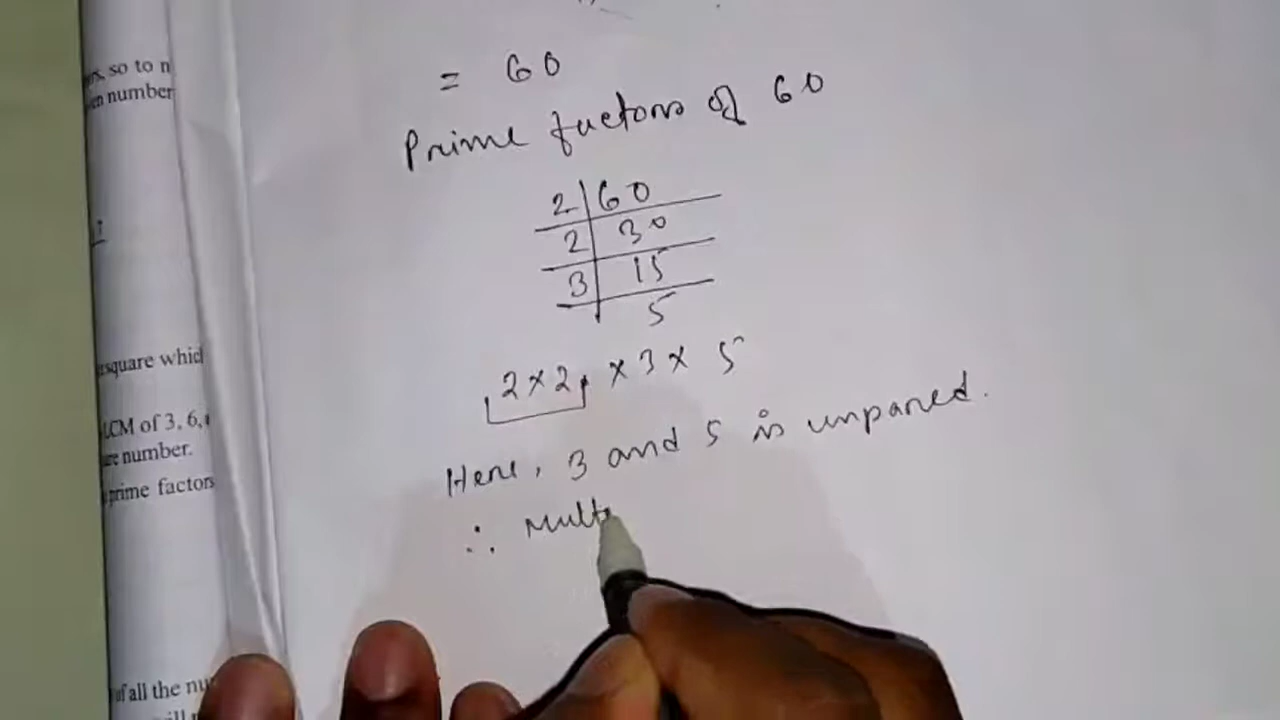 so to n
number
= 60
Prime factors of 60
2 | 60
2 | 30
3 | 15
5
2 × 2 × 3 × 5
square whic
LCM of 3, 6,
number.
prime factors
Here, 3 and 5 is unpared.
∴ Mult
of all the nu